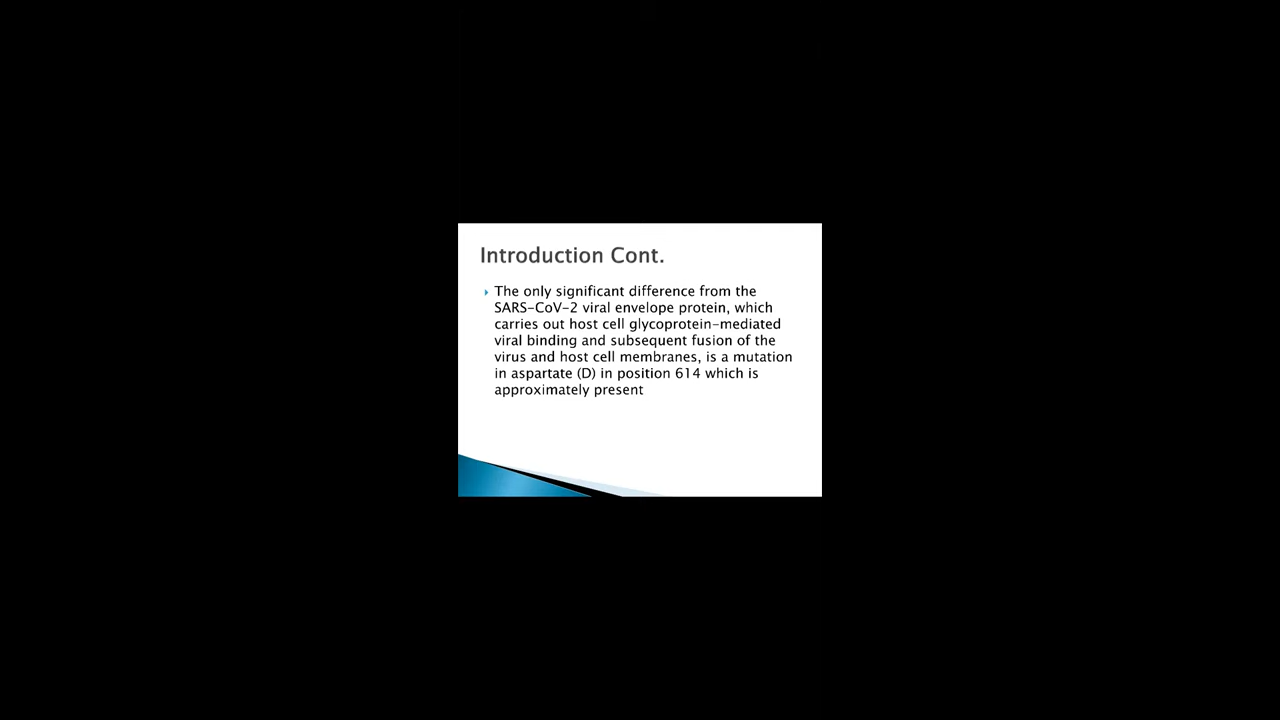 Introduction Cont.
The only significant difference from the
SARS-CoV-2 viral envelope protein, which
carries out host cell glycoprotein-mediated
viral binding and subsequent fusion of the
virus and host cell membranes, is a mutation
in aspartate (D) in position 614 which is
approximately present